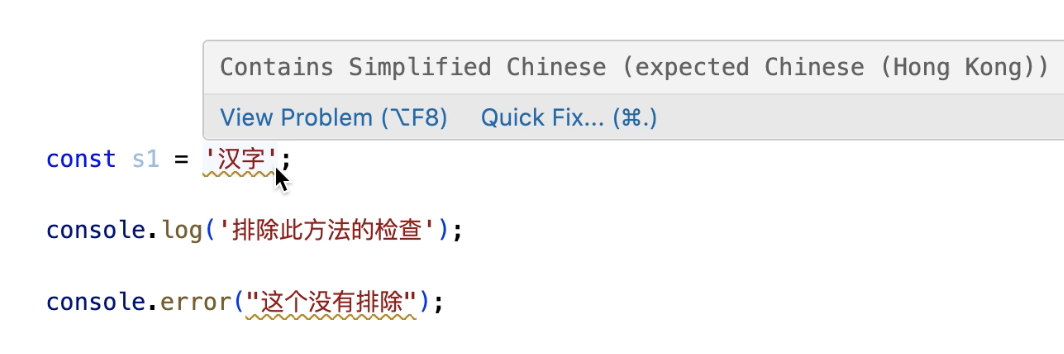 Contains Simplified Chinese (expected Chinese (Hong Kong))
View Problem (⌥F8) Quick Fix... (⌘.)
const s1 = '汉字';
console.log('排除此方法的检查');
console.error("这个没有排除");